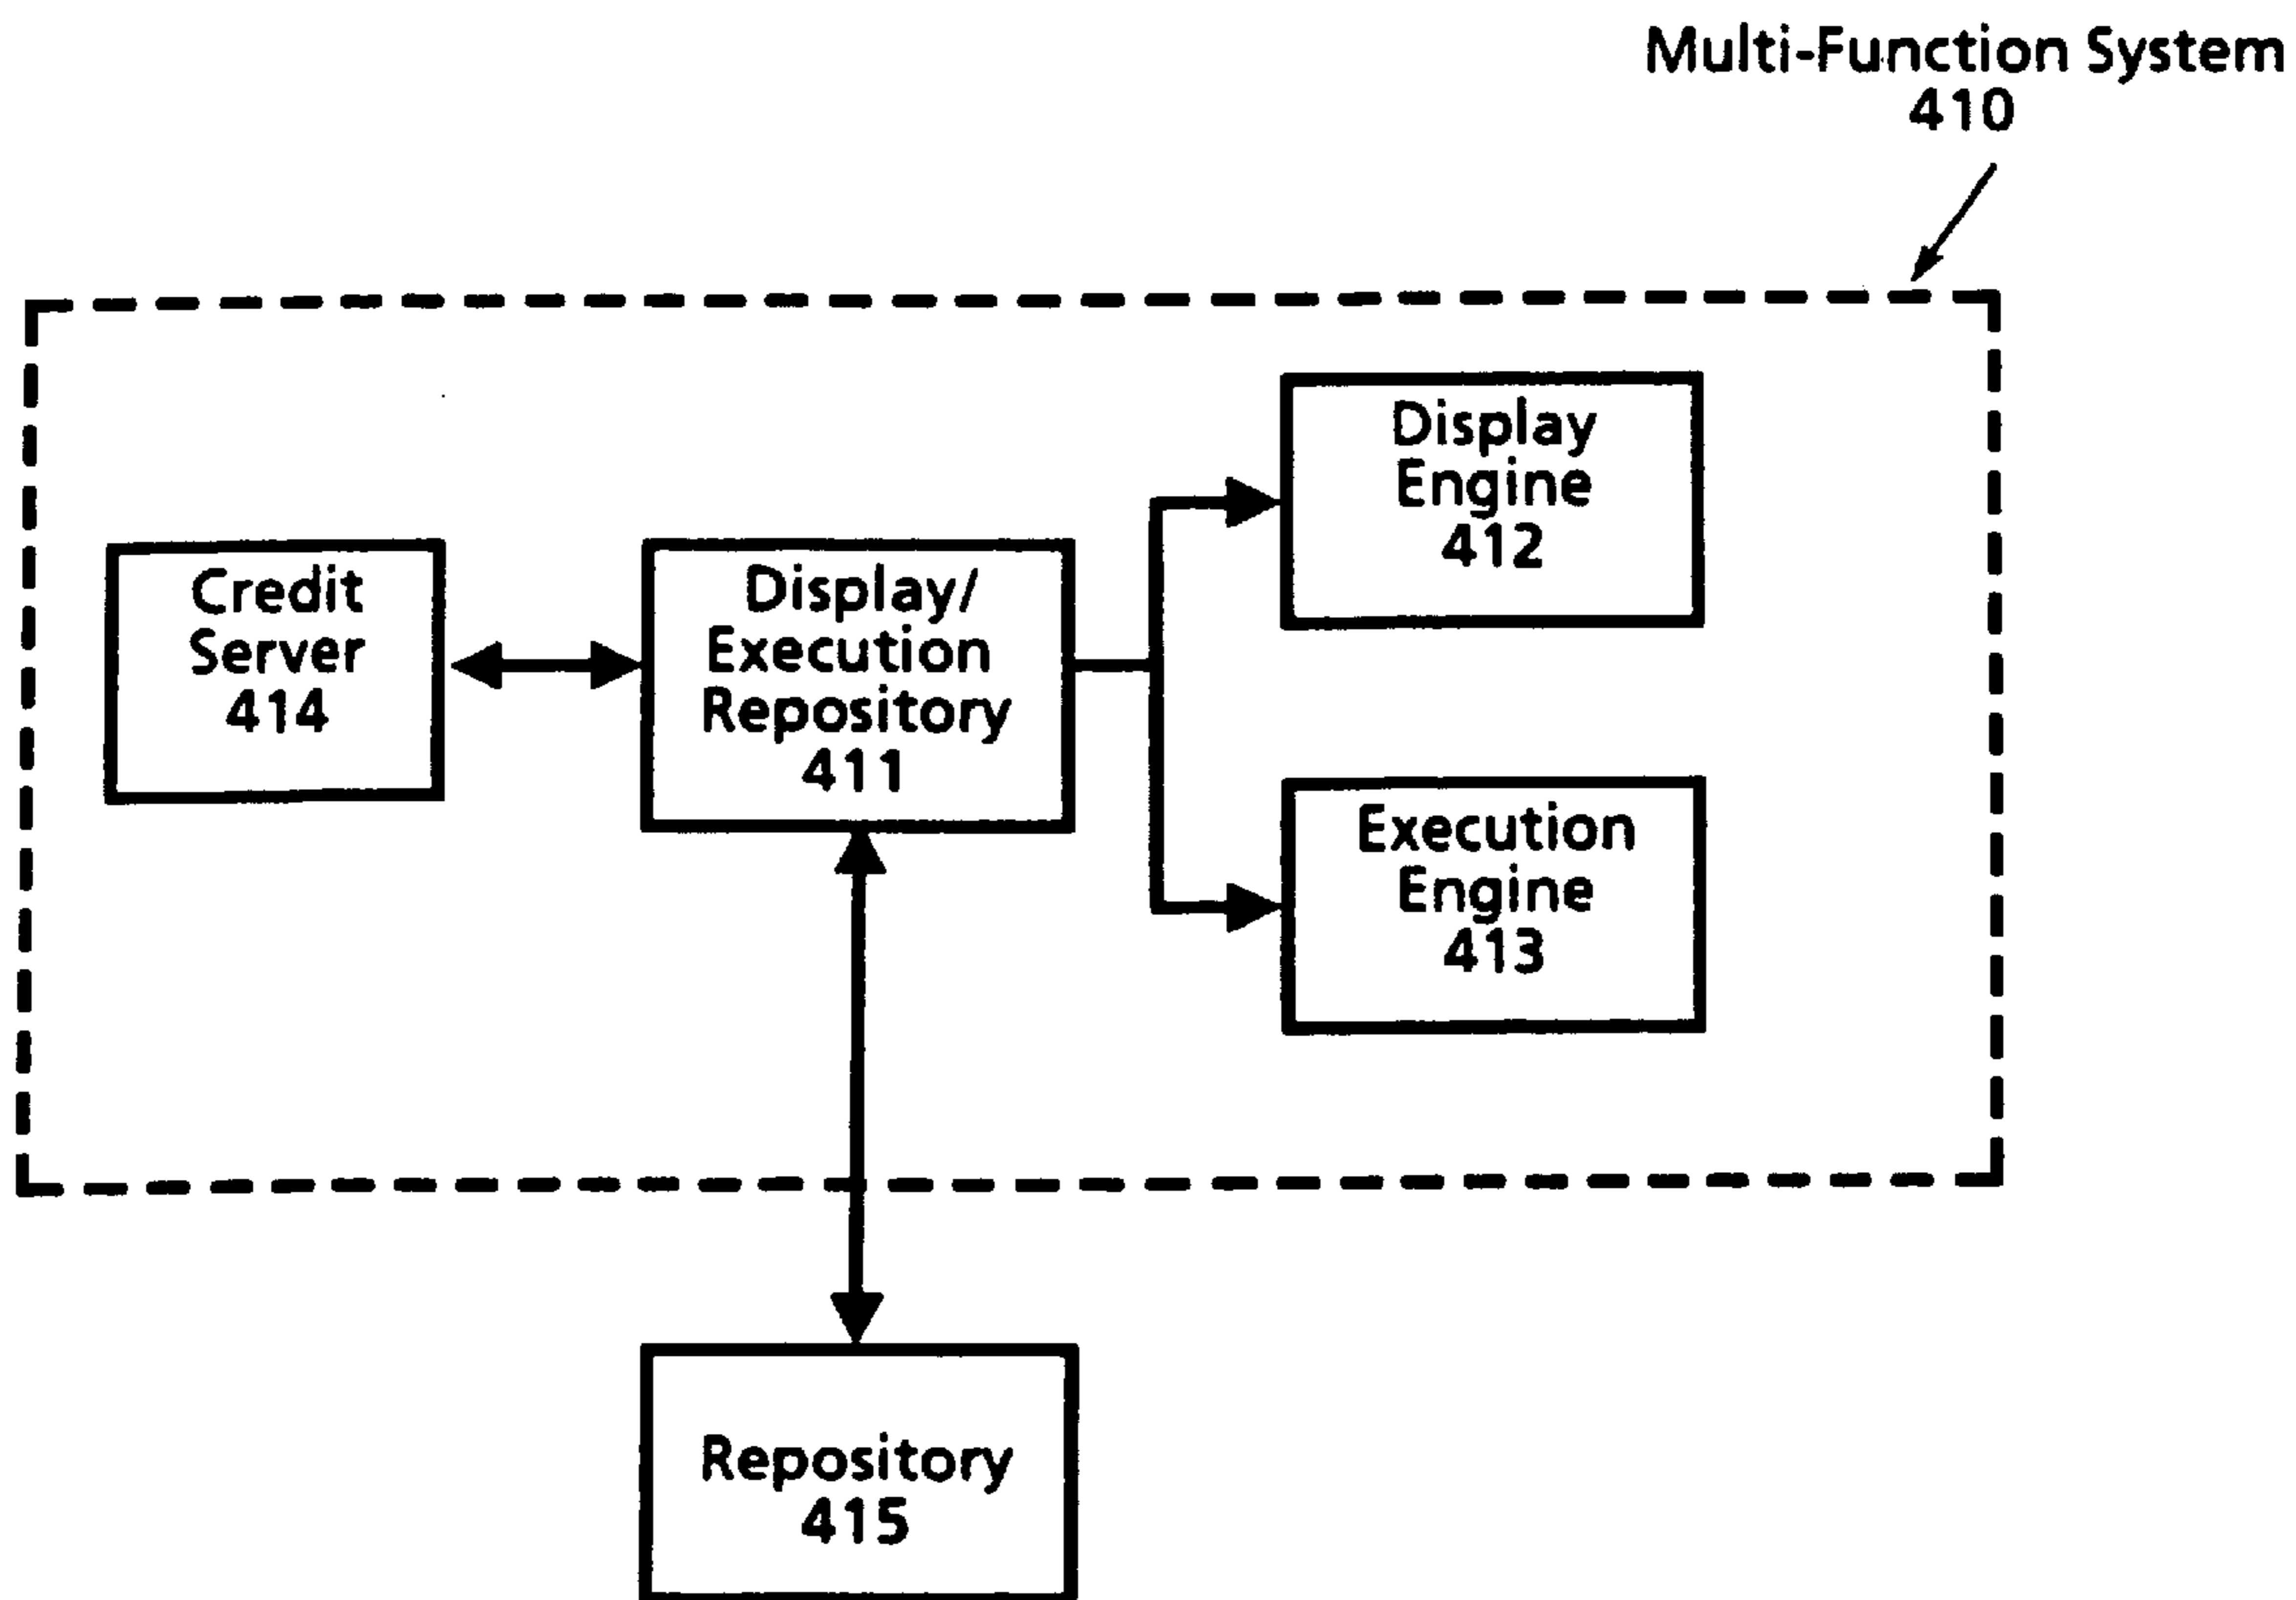 Multi-Function System
410
Display
Engine
412
Credit
Server
414
Display/
Execution
Repository
411
Execution
Engine
413
Repository
415